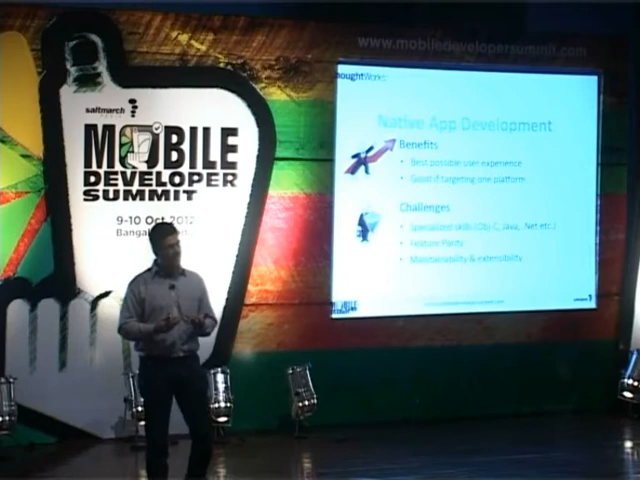 www.mobiledevelopersummit.com
saltmarch
MOBILE
DEVELOPER
SUMMIT
9-10 Oct 2012
houghtWorks
Native App Development
Benefits
• Best possible user experience
• Good if targeting one platform
Challenges
• Specialized skills (Obj-C, Java, .Net etc.)
• Feature Parity
• Maintainability & extensibility
MOBILE